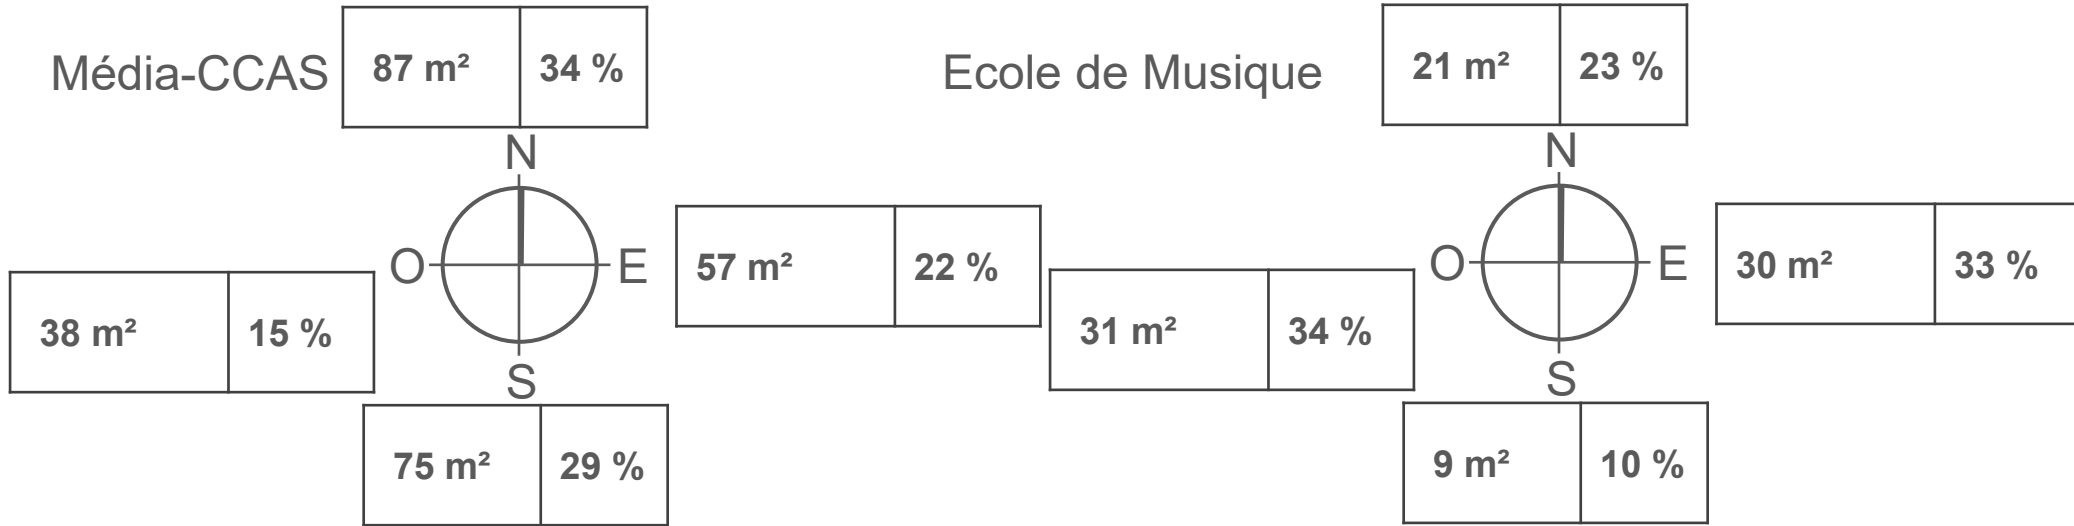 Média-CCAS
87 m² 34 %
N
O
E
57 m² 22 %
38 m² 15 %
S
75 m² 29 %
Ecole de Musique
21 m² 23 %
N
O
E
30 m² 33 %
31 m² 34 %
S
9 m² 10 %